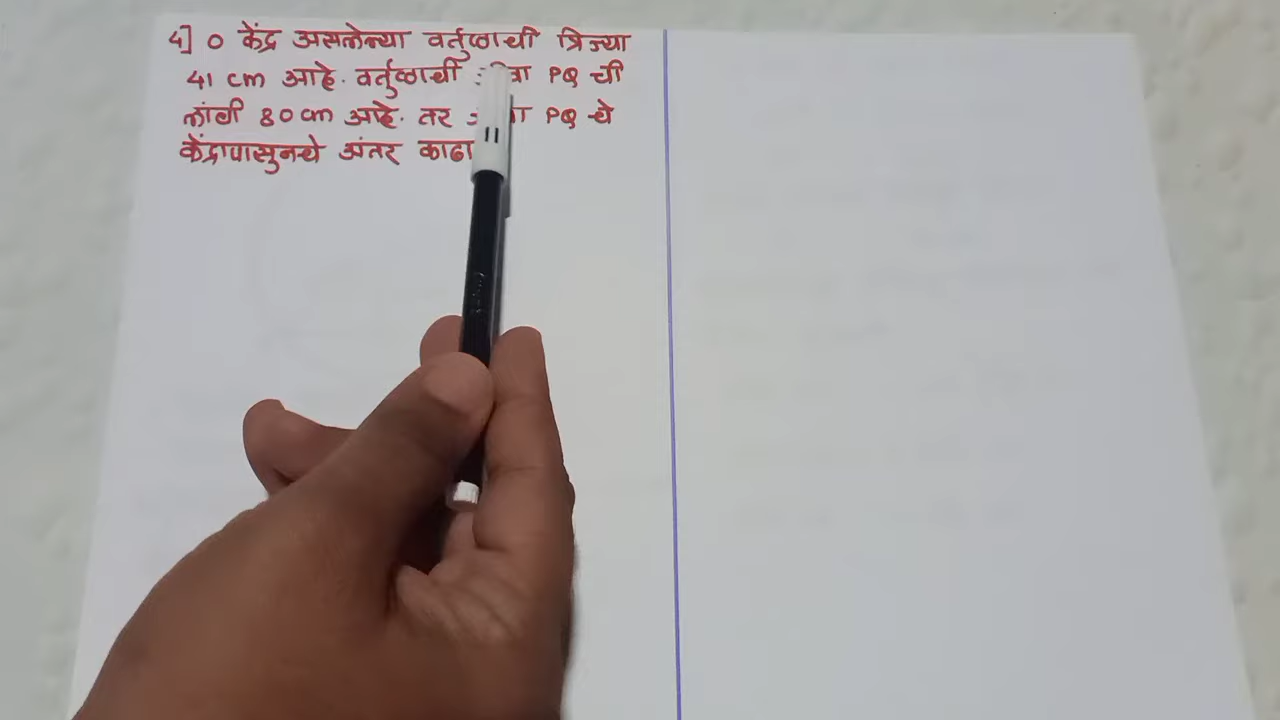 4] O केंद्र असलेल्या वर्तुळाची त्रिज्या
41 cm आहे. वर्तुळाची PQ ची
लांबी 80 cm आहे. तर PQ चे
केंद्रापासुनचे अंतर काढा